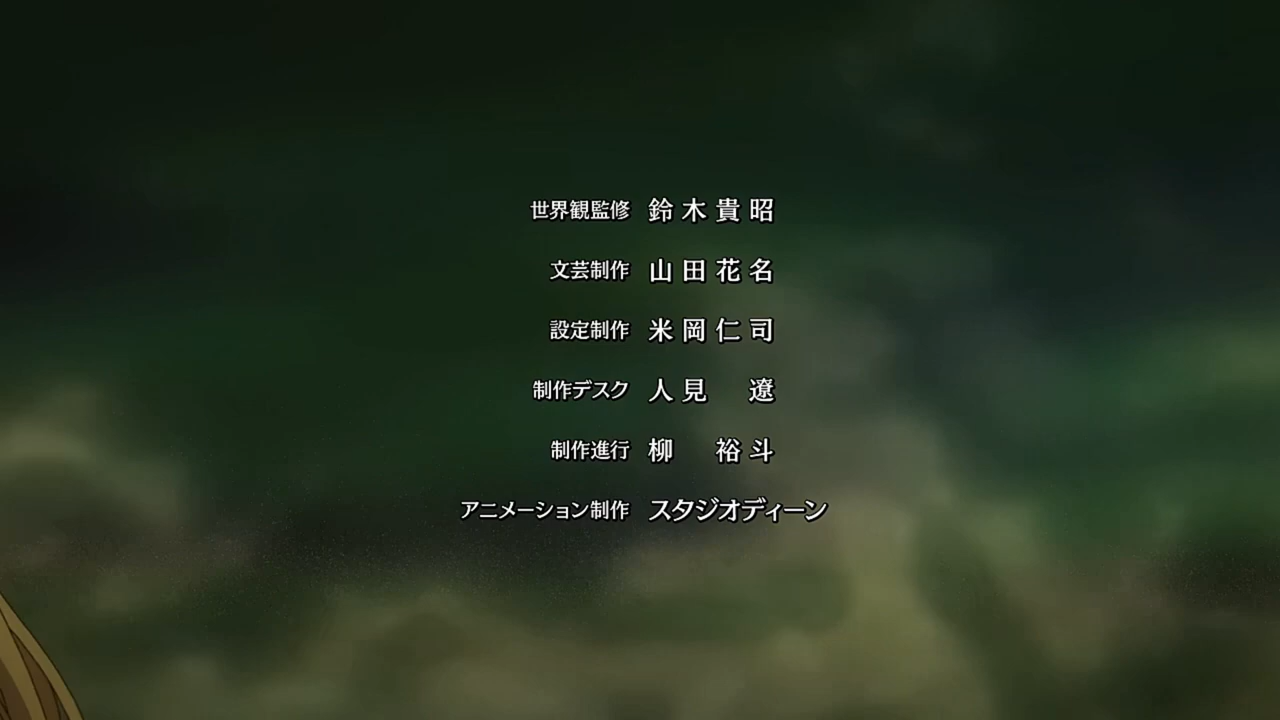 世界観監修 鈴木貴昭
文芸制作 山田花名
設定制作 米岡仁司
制作デスク 人見 遼
制作進行 柳 裕斗
アニメーション制作 スタジオディーン